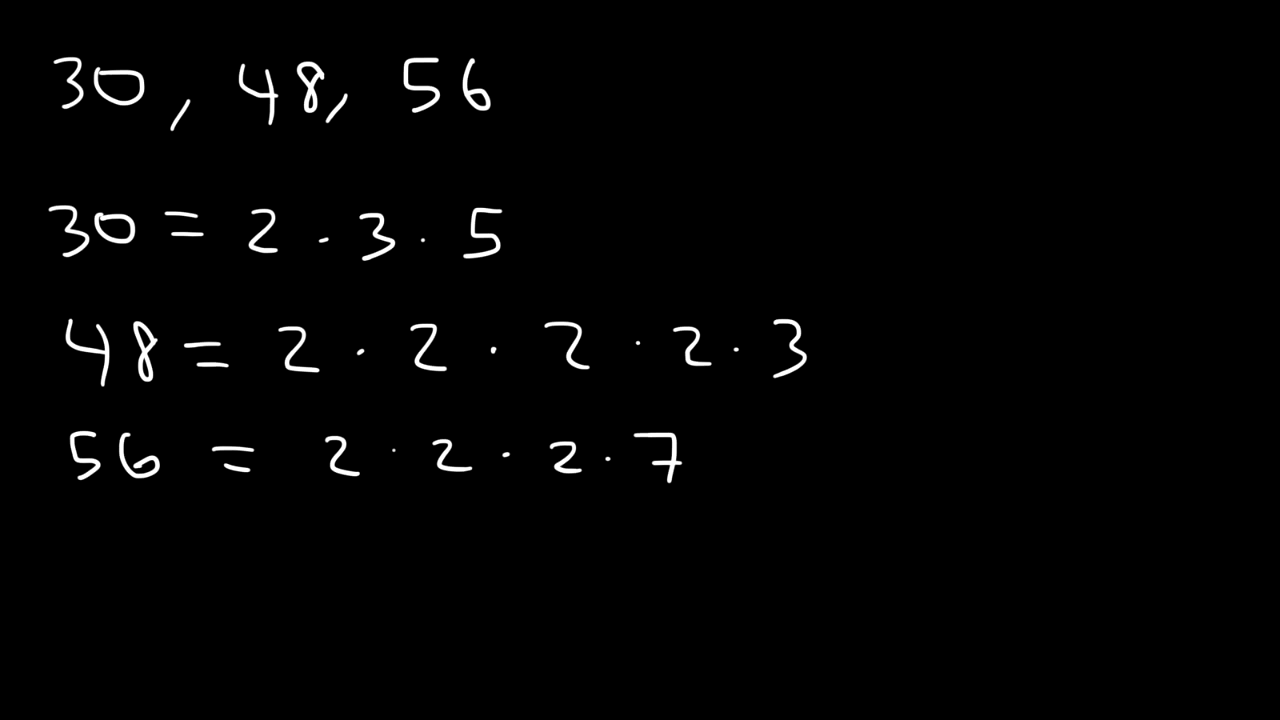 30, 48, 56
30 = 2 · 3 · 5
48 = 2 · 2 · 2 · 2 · 3
56 = 2 · 2 · 2 · 7